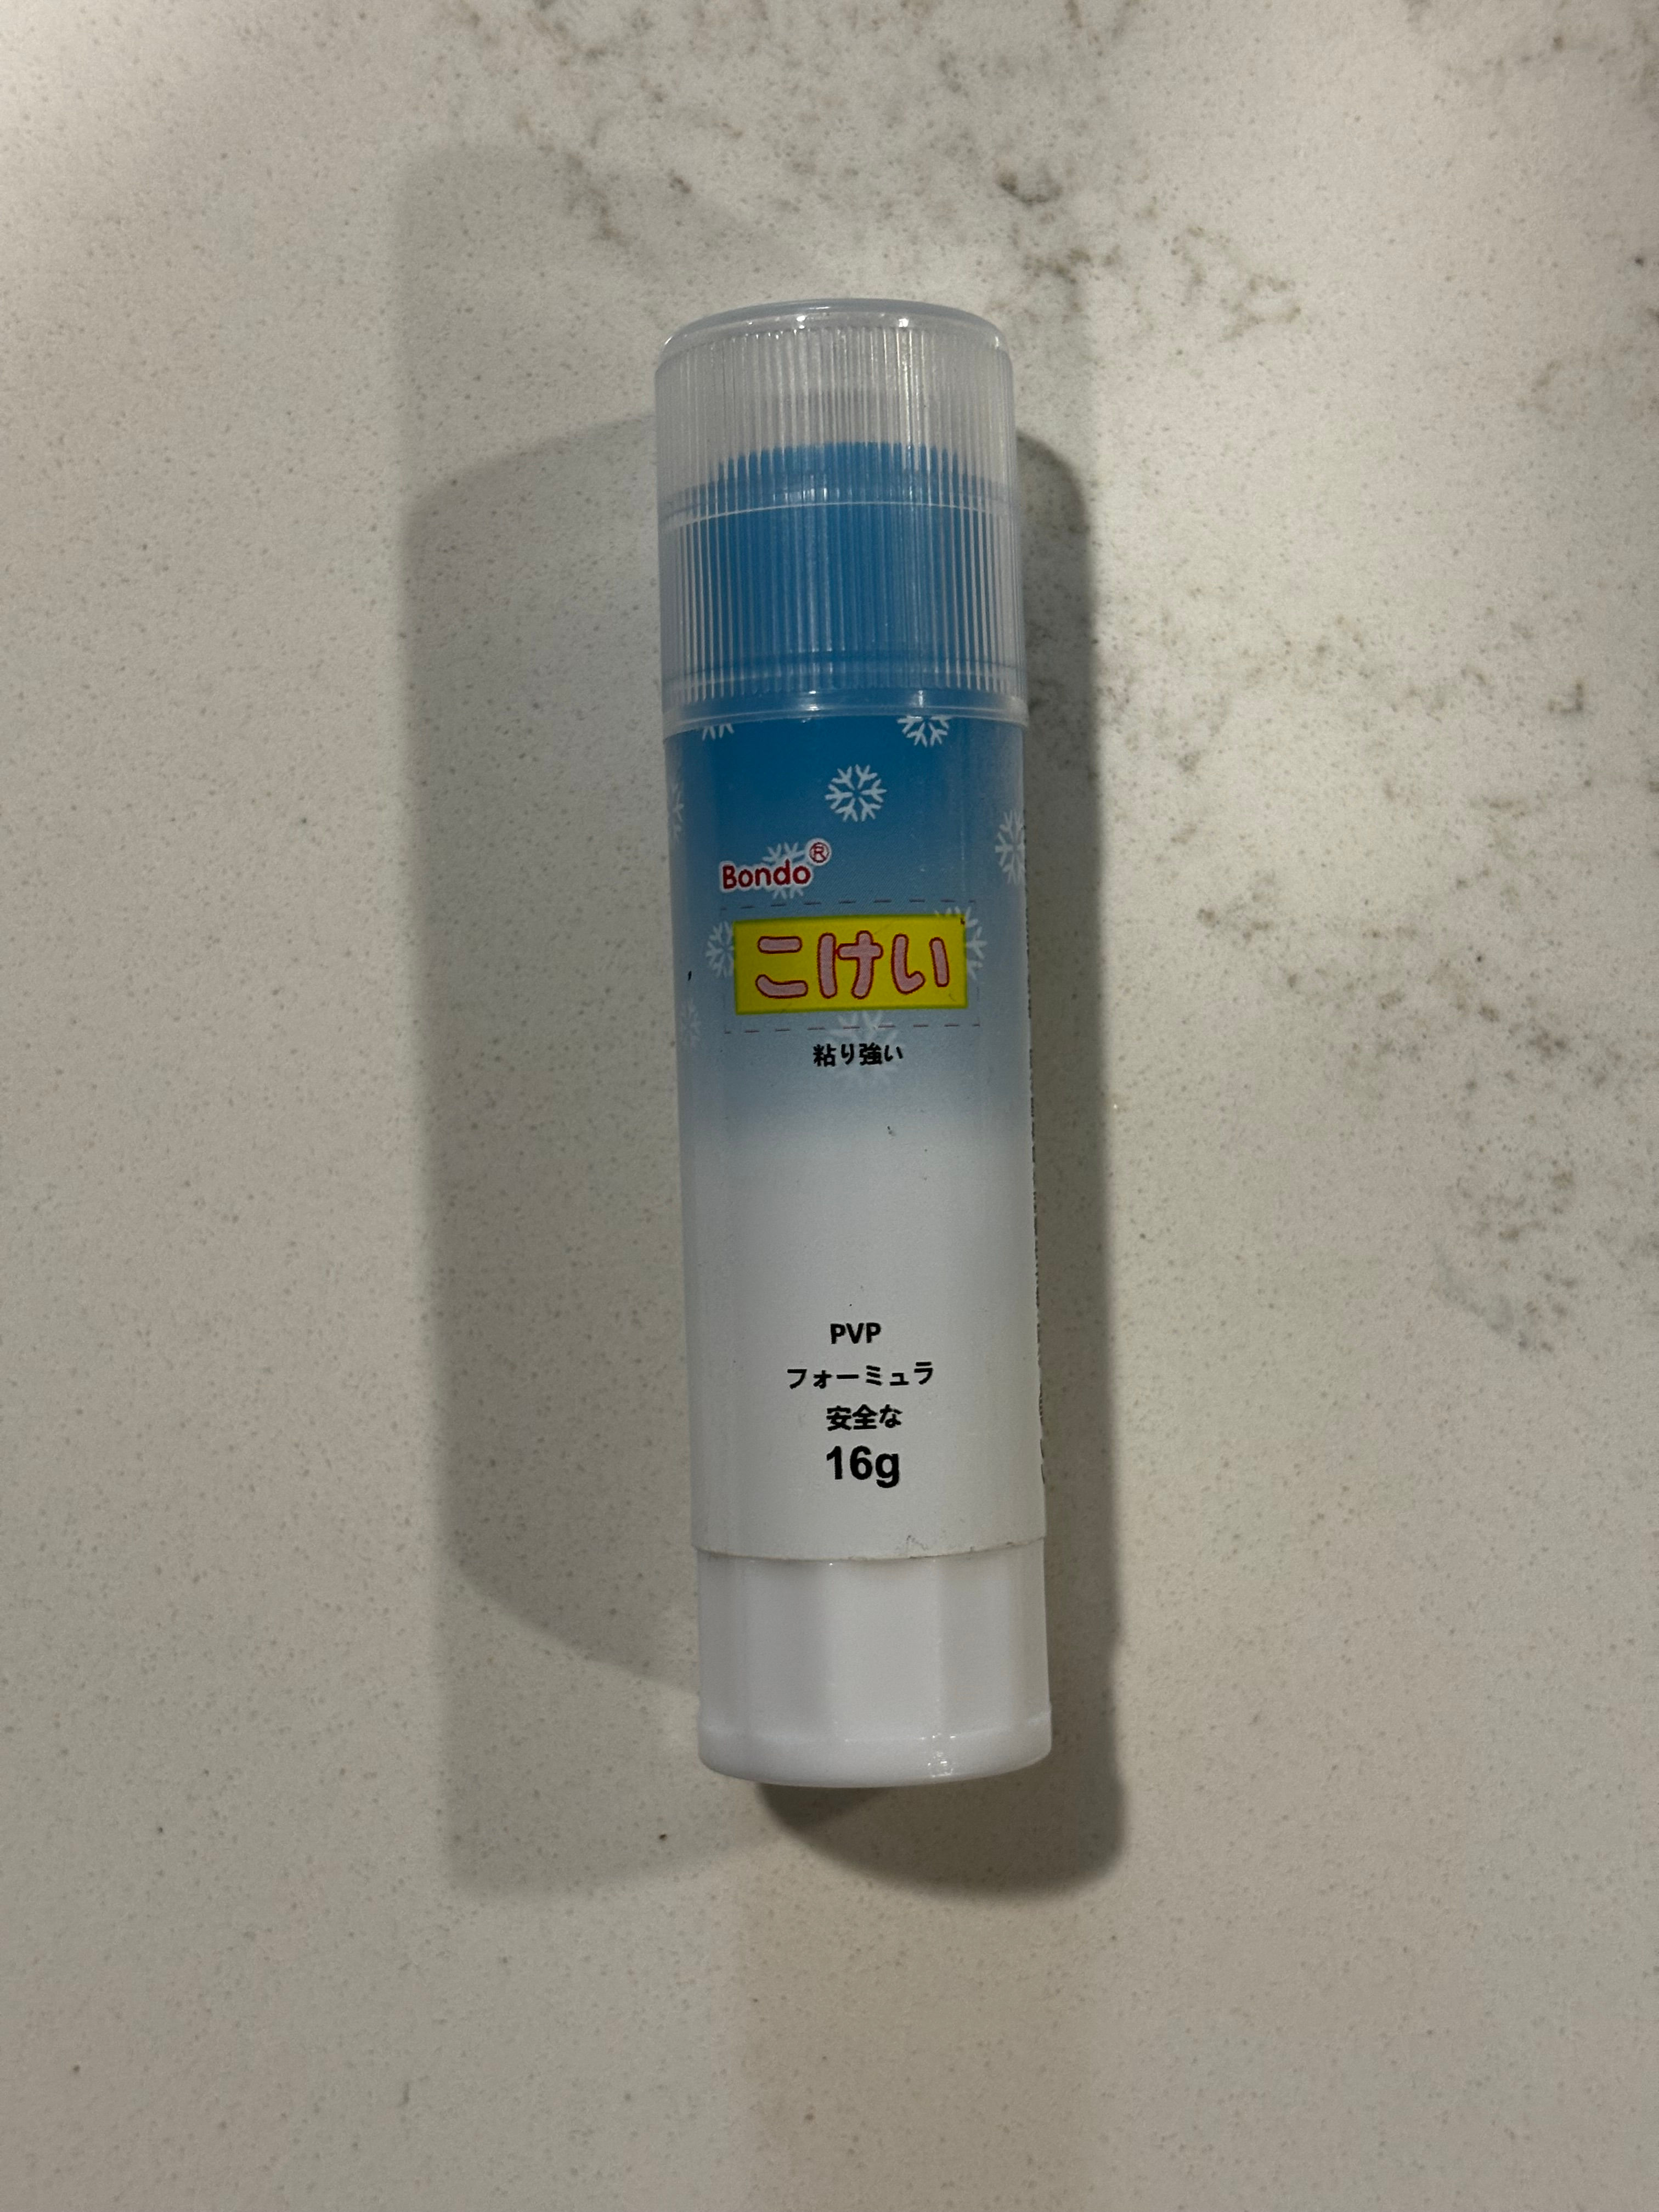 Bondo®
こけい
粘り強い
PVP
フォーミュラ
安全な
16g